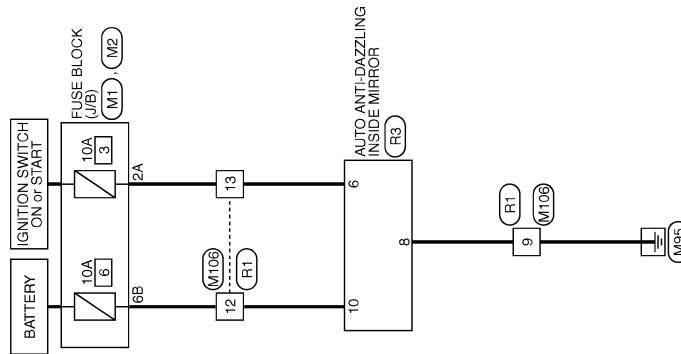 IGNITION SWITCH
ON or START
BATTERY
FUSE BLOCK
(J/B)
M1 , M2
10A
3
10A
6
2A
6B
13
M106
12
R1
AUTO ANTI-DAZZLING
INSIDE MIRROR
R3
6
10
8
R1
9
M106
M95